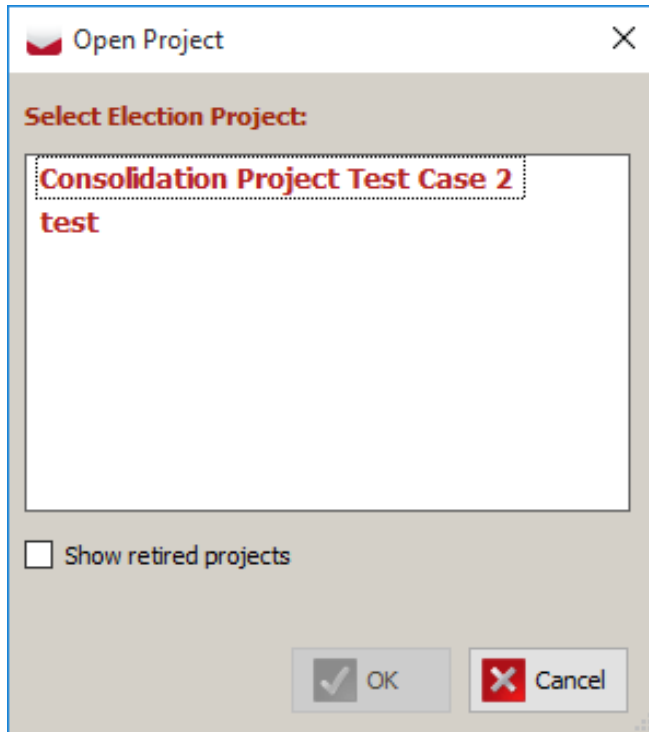 Open Project
Select Election Project:
Consolidation Project Test Case 2
test
Show retired projects
OK
Cancel